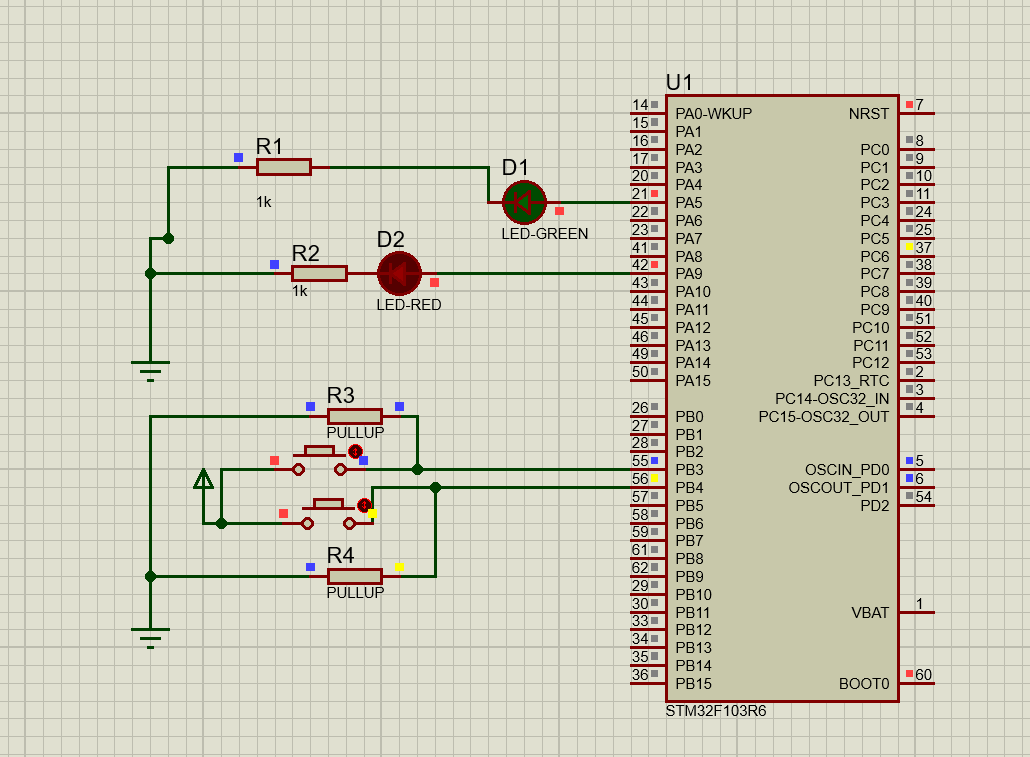 U1
R1
1k
D1
LED-GREEN
R2
1k
D2
LED-RED
R3
PULLUP
R4
PULLUP
14 PA0-WKUP
15 PA1
16 PA2
17 PA3
20 PA4
21 PA5
22 PA6
23 PA7
41 PA8
42 PA9
43 PA10
44 PA11
45 PA12
46 PA13
49 PA14
50 PA15
26 PB0
27 PB1
28 PB2
55 PB3
56 PB4
57 PB5
58 PB6
59 PB7
61 PB8
62 PB9
29 PB10
30 PB11
33 PB12
34 PB13
35 PB14
36 PB15
NRST 7
PC0 8
PC1 9
PC2 10
PC3 11
PC4 24
PC5 25
PC6 37
PC7 38
PC8 39
PC9 40
PC10 51
PC11 52
PC12 53
PC13_RTC 2
PC14-OSC32_IN 3
PC15-OSC32_OUT 4
OSCIN_PD0 5
OSCOUT_PD1 6
PD2 54
VBAT 1
BOOT0 60
STM32F103R6